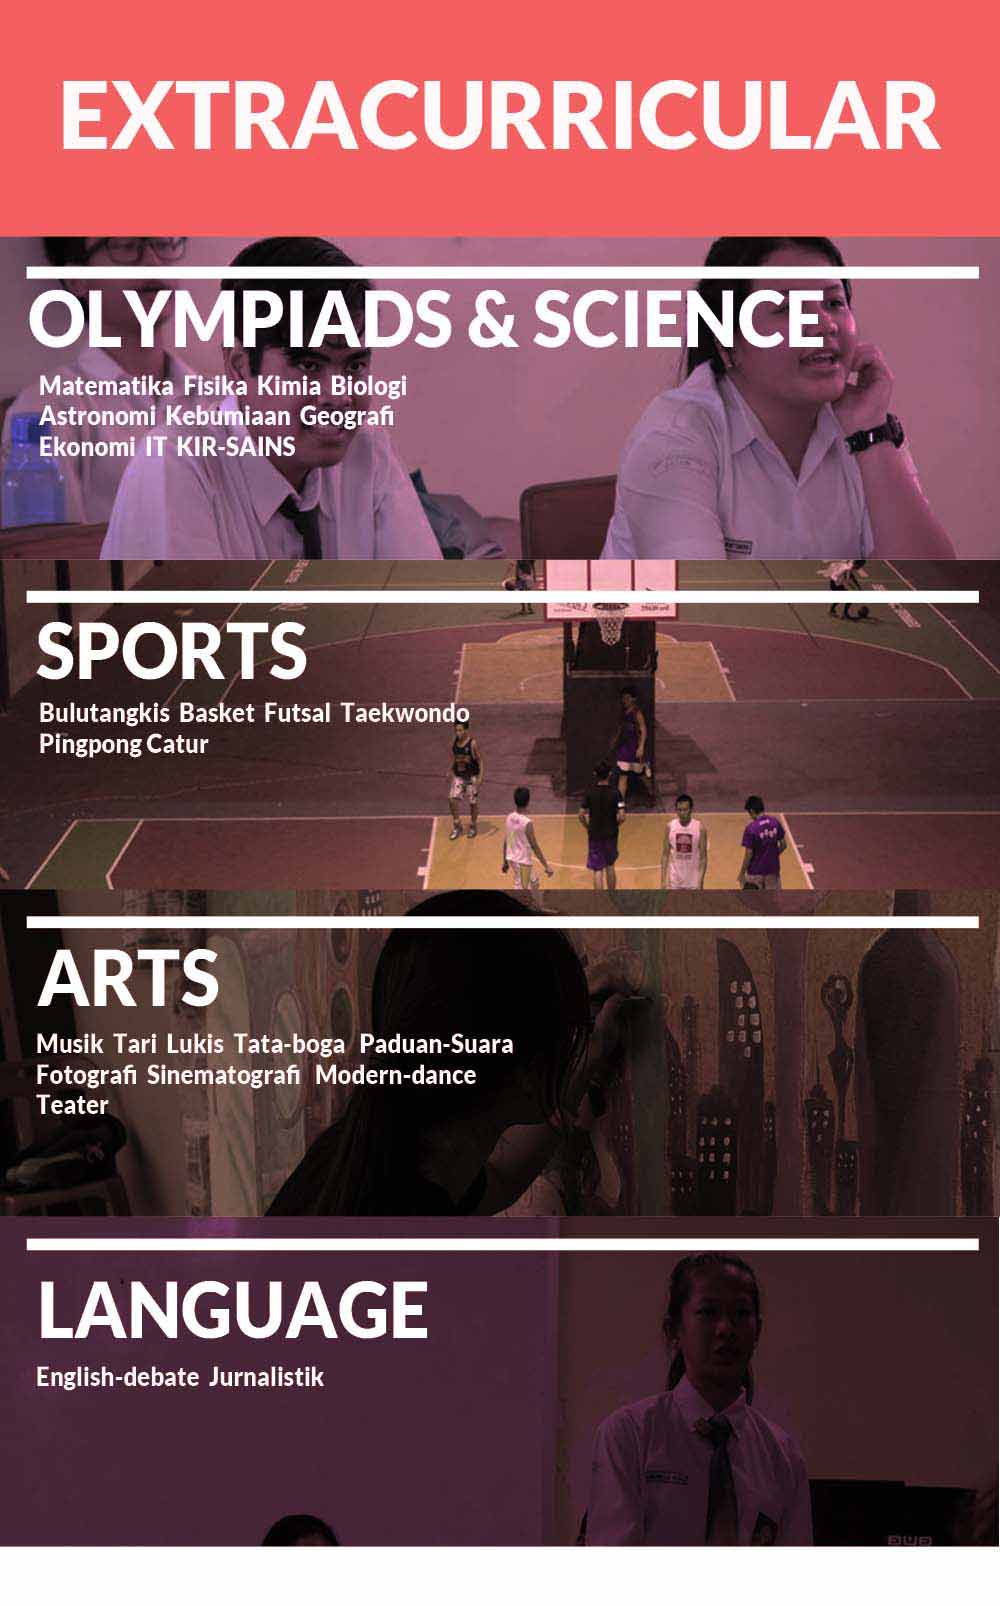 EXTRACURRICULAR
OLYMPIADS & SCIENCE
Matematika Fisika Kimia Biologi
Astronomi Kebumiaan Geografi
Ekonomi IT KIR-SAINS
SPORTS
Bulutangkis Basket Futsal Taekwondo
Pingpong Catur
ARTS
Musik Tari Lukis Tata-boga Paduan-Suara
Fotografi Sinematografi Modern-dance
Teater
LANGUAGE
English-debate Jurnalistik